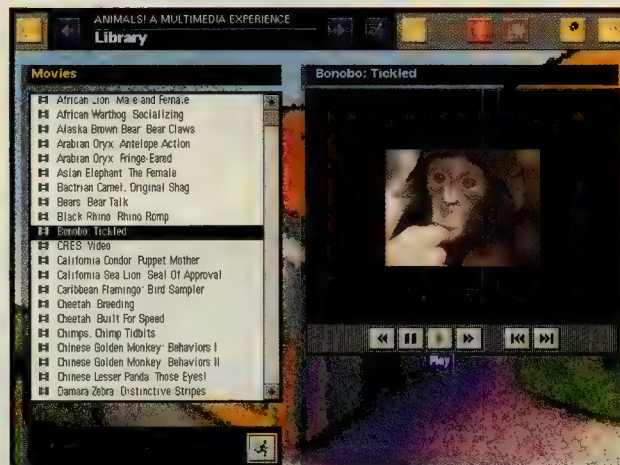 ANIMALS! A MULTIMEDIA EXPERIENCE
Library
Movies
African Lion Male and Female
African Warthog Socializing
Alaska Brown Bear Bear Claws
Arabian Oryx Antelope Action
Arabian Oryx Fringe-Eared
Asian Elephant The Female
Bactrian Camel, Original Shag
Bears Bear Talk
Black Rhino Rhino Romp
Bonobo: Tickled
CRES Video
California Condor Puppet Mother
California Sea Lion Seal Of Approval
Caribbean Flamingo: Bird Sampler
Cheetah Breeding
Cheetah Built For Speed
Chimps, Chimp Tidbits
Chinese Golden Monkey: Behaviors I
Chinese Golden Monkey Behaviors II
Chinese Lesser Panda Those Eyes!
Damara Zebra Distinctive Stripes
Bonobo: Tickled
Play